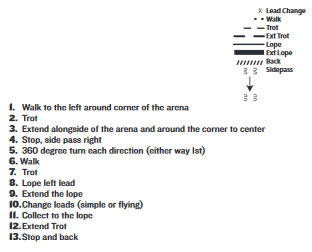 X Lead Change
Walk
Trot
Ext Trot
Lope
Ext Lope
Back
Sidepass
1. Walk to the left around corner of the arena
2. Trot
3. Extend alongside of the arena and around the corner to center
4. Stop, side pass right
5. 360 degree turn each direction (either way 1st)
6. Walk
7. Trot
8. Lope left lead
9. Extend the lope
10. Change leads (simple or flying)
11. Collect to the lope
12. Extend Trot
13. Stop and back